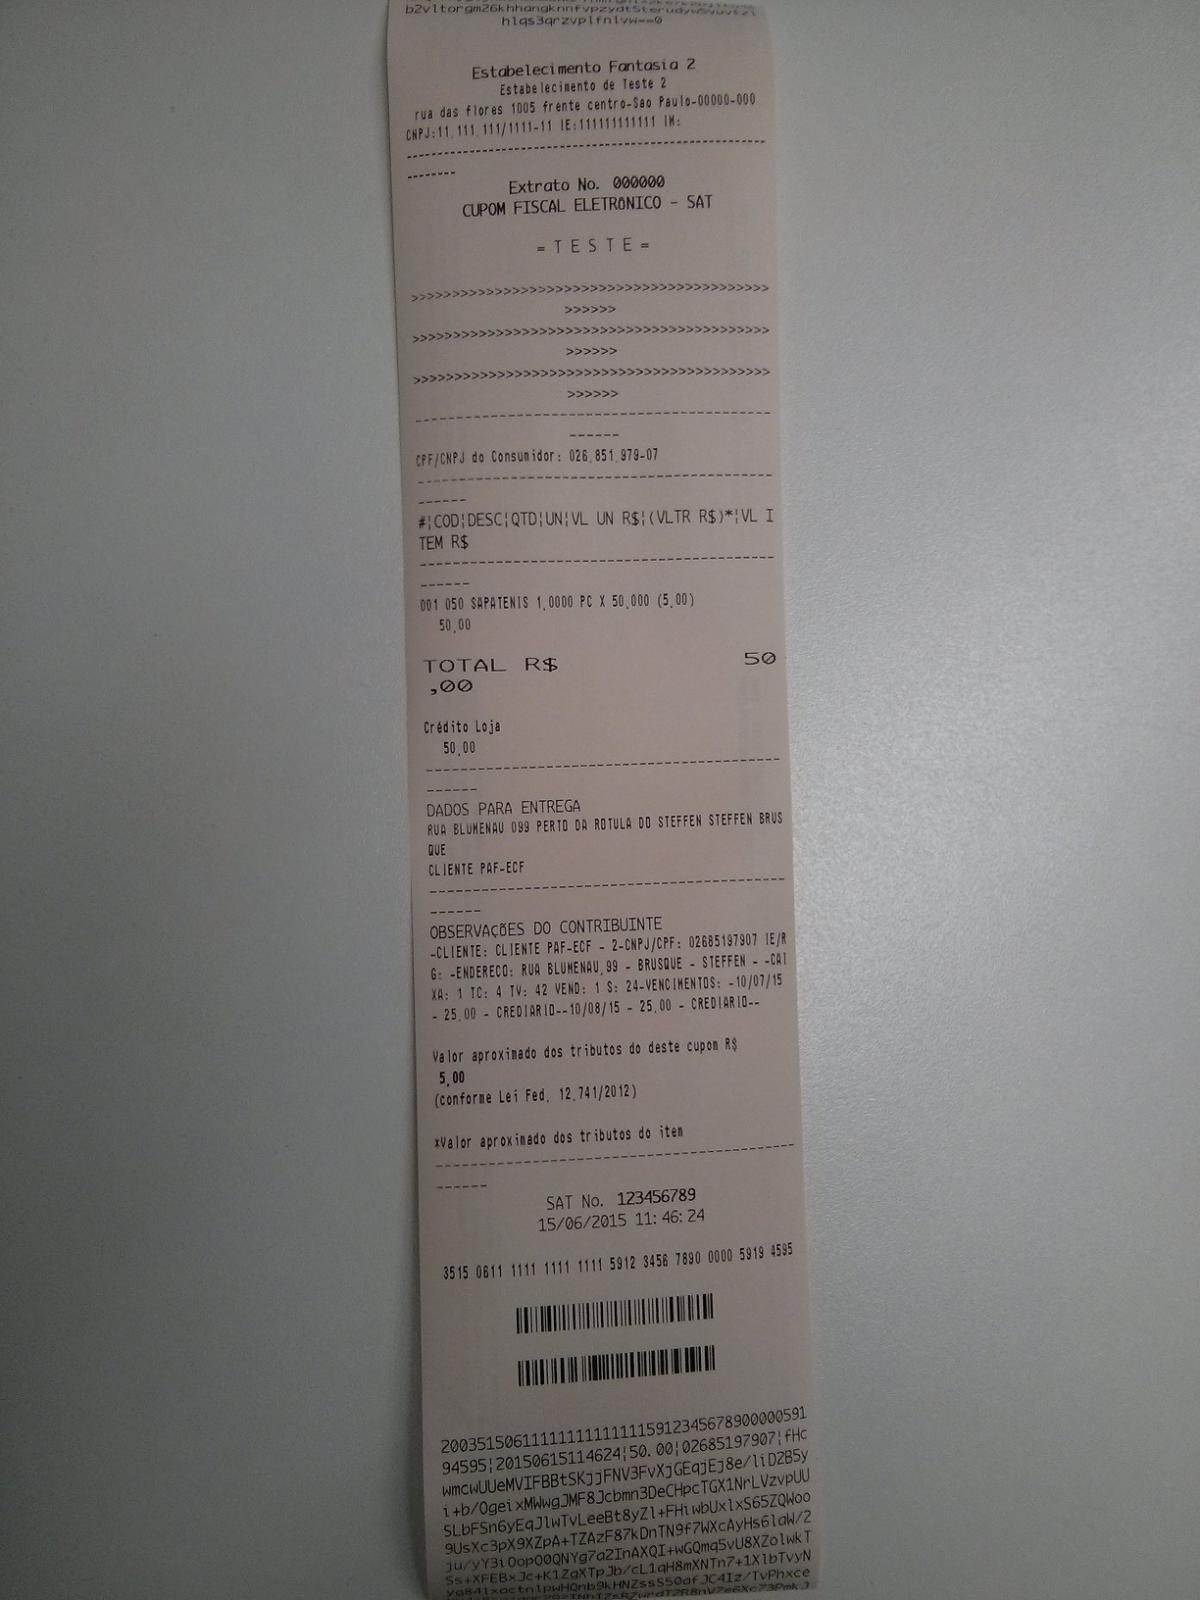 b2vltorgm26khhangknnfvpzydt5terudyw5vuvtzl
hlqs3qrzvplfnlvw==0
Estabelecimento Fantasia 2
Estabelecimento de Teste 2
rua das flores 1005 frente centro-Sao Paulo-00000-000
CNPJ:11.111.111/1111-11 IE:111111111111 IM:
--------------------------------------------------
--------
Extrato No. 000000
CUPOM FISCAL ELETRôNICO - SAT
= T E S T E =
>>>>>>>>>>>>>>>>>>>>>>>>>>>>>>>>>>>>>>>>>>
>>>>>>
>>>>>>>>>>>>>>>>>>>>>>>>>>>>>>>>>>>>>>>>>>
>>>>>>
>>>>>>>>>>>>>>>>>>>>>>>>>>>>>>>>>>>>>>>>>>
>>>>>>
------------------------------------------
------
CPF/CNPJ do Consumidor: 026.851.979-07
------------------------------------------
------
#¦COD¦DESC¦QTD¦UN¦VL UN R$¦(VLTR R$)*¦VL I
TEM R$
------------------------------------------
------
001 050 SAPATENIS 1,0000 PC X 50,000 (5,00)
50,00
TOTAL R$ 50
,00
Crédito Loja
50,00
------------------------------------------
------
DADOS PARA ENTREGA
RUA BLUMENAU 099 PERTO DA ROTULA DO STEFFEN STEFFEN BRUS
QUE
CLIENTE PAF-ECF
------------------------------------------
------
OBSERVAçõES DO CONTRIBUINTE
-CLIENTE: CLIENTE PAF-ECF - 2-CNPJ/CPF: 02685197907 IE/R
G: -ENDERECO: RUA BLUMENAU,99 - BRUSQUE - STEFFEN - -CAI
XA: 1 TC: 4 TV: 42 VEND: 1 S: 24-VENCIMENTOS: -10/07/15
- 25,00 - CREDIARIO--10/08/15 - 25,00 - CREDIARIO--
Valor aproximado dos tributos do deste cupom R$
5,00
(conforme Lei Fed. 12.741/2012)
*Valor aproximado dos tributos do item
------------------------------------------
------
SAT No. 123456789
15/06/2015 11:46:24
3515 0611 1111 1111 1111 5912 3456 7890 0000 5919 4595
20035150611111111111111159123456789000000591
94595¦20150615114624¦50.00¦02685197907¦fHc
wmcwUUeMVIFBBtSKjjFNV3FvXjGEqjEj8e/liD2B5y
i+b/OgeixMWwgJMF8Jcbmn3DeCHpcTGX1NrLVzvpUU
SLbFSn6yEqJlwTvLeeBt8yZl+FHiwbUxlxS65ZQWoo
9UsXc3pX9XZpA+TZAzF87kDnTN9f7WXcAyHs6laW/2
ju/yY3iOopO0QNYg7a2InAXQI+wGQmq5vU8XZolwkT
Ss+XFEBxJc+K1ZgXTpJb/cL1qH8mXNTn7+1XlbTvyN
yg84lxactnlpwHQnb9kHNZssS50dfJC4Iz/TvPhxce